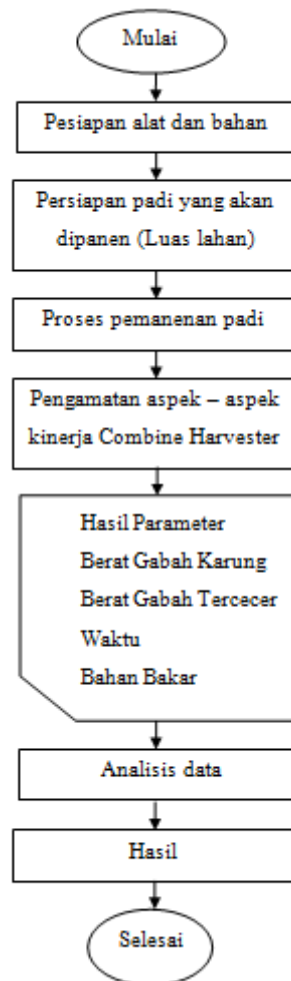 Mulai
Pesiapan alat dan bahan
Persiapan padi yang akan
dipanen (Luas lahan)
Proses pemanenan padi
Pengamatan aspek – aspek
kinerja Combine Harvester
Hasil Parameter
Berat Gabah Karung
Berat Gabah Tercecer
Waktu
Bahan Bakar
Analisis data
Hasil
Selesai